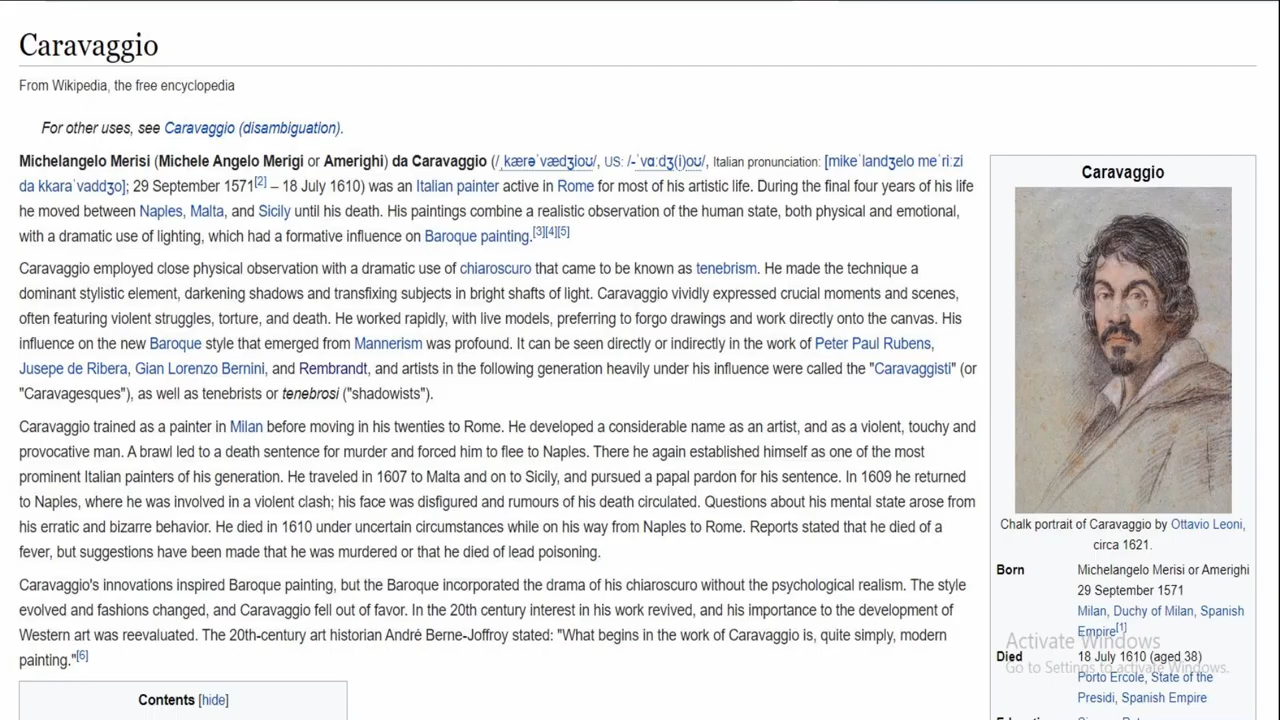 Caravaggio
From Wikipedia, the free encyclopedia
For other uses, see Caravaggio (disambiguation).
Michelangelo Merisi (Michele Angelo Merigi or Amerighi) da Caravaggio (/ˌkærəˈvædʒioʊ/, US: /-ˈvɑːdʒ(i)oʊ/, Italian pronunciation: [mikeˈlandʒelo meˈriːzi
da kkaraˈvaddʒo]; 29 September 1571[2] – 18 July 1610) was an Italian painter active in Rome for most of his artistic life. During the final four years of his life
he moved between Naples, Malta, and Sicily until his death. His paintings combine a realistic observation of the human state, both physical and emotional,
with a dramatic use of lighting, which had a formative influence on Baroque painting.[3][4][5]
Caravaggio employed close physical observation with a dramatic use of chiaroscuro that came to be known as tenebrism. He made the technique a
dominant stylistic element, darkening shadows and transfixing subjects in bright shafts of light. Caravaggio vividly expressed crucial moments and scenes,
often featuring violent struggles, torture, and death. He worked rapidly, with live models, preferring to forgo drawings and work directly onto the canvas. His
influence on the new Baroque style that emerged from Mannerism was profound. It can be seen directly or indirectly in the work of Peter Paul Rubens,
Jusepe de Ribera, Gian Lorenzo Bernini, and Rembrandt, and artists in the following generation heavily under his influence were called the "Caravaggisti" (or
"Caravagesques"), as well as tenebrists or tenebrosi ("shadowists").
Caravaggio trained as a painter in Milan before moving in his twenties to Rome. He developed a considerable name as an artist, and as a violent, touchy and
provocative man. A brawl led to a death sentence for murder and forced him to flee to Naples. There he again established himself as one of the most
prominent Italian painters of his generation. He traveled in 1607 to Malta and on to Sicily, and pursued a papal pardon for his sentence. In 1609 he returned
to Naples, where he was involved in a violent clash; his face was disfigured and rumours of his death circulated. Questions about his mental state arose from
his erratic and bizarre behavior. He died in 1610 under uncertain circumstances while on his way from Naples to Rome. Reports stated that he died of a
fever, but suggestions have been made that he was murdered or that he died of lead poisoning.
Caravaggio's innovations inspired Baroque painting, but the Baroque incorporated the drama of his chiaroscuro without the psychological realism. The style
evolved and fashions changed, and Caravaggio fell out of favor. In the 20th century interest in his work revived, and his importance to the development of
Western art was reevaluated. The 20th-century art historian André Berne-Joffroy stated: "What begins in the work of Caravaggio is, quite simply, modern
painting."[6]
Contents [hide]
Caravaggio
Chalk portrait of Caravaggio by Ottavio Leoni,
circa 1621.
Born Michelangelo Merisi or Amerighi
29 September 1571
Milan, Duchy of Milan, Spanish
Empire[1]
Died 18 July 1610 (aged 38)
Porto Ercole, State of the
Presidi, Spanish Empire
Activate Windows
Go to Settings to activate Windows.